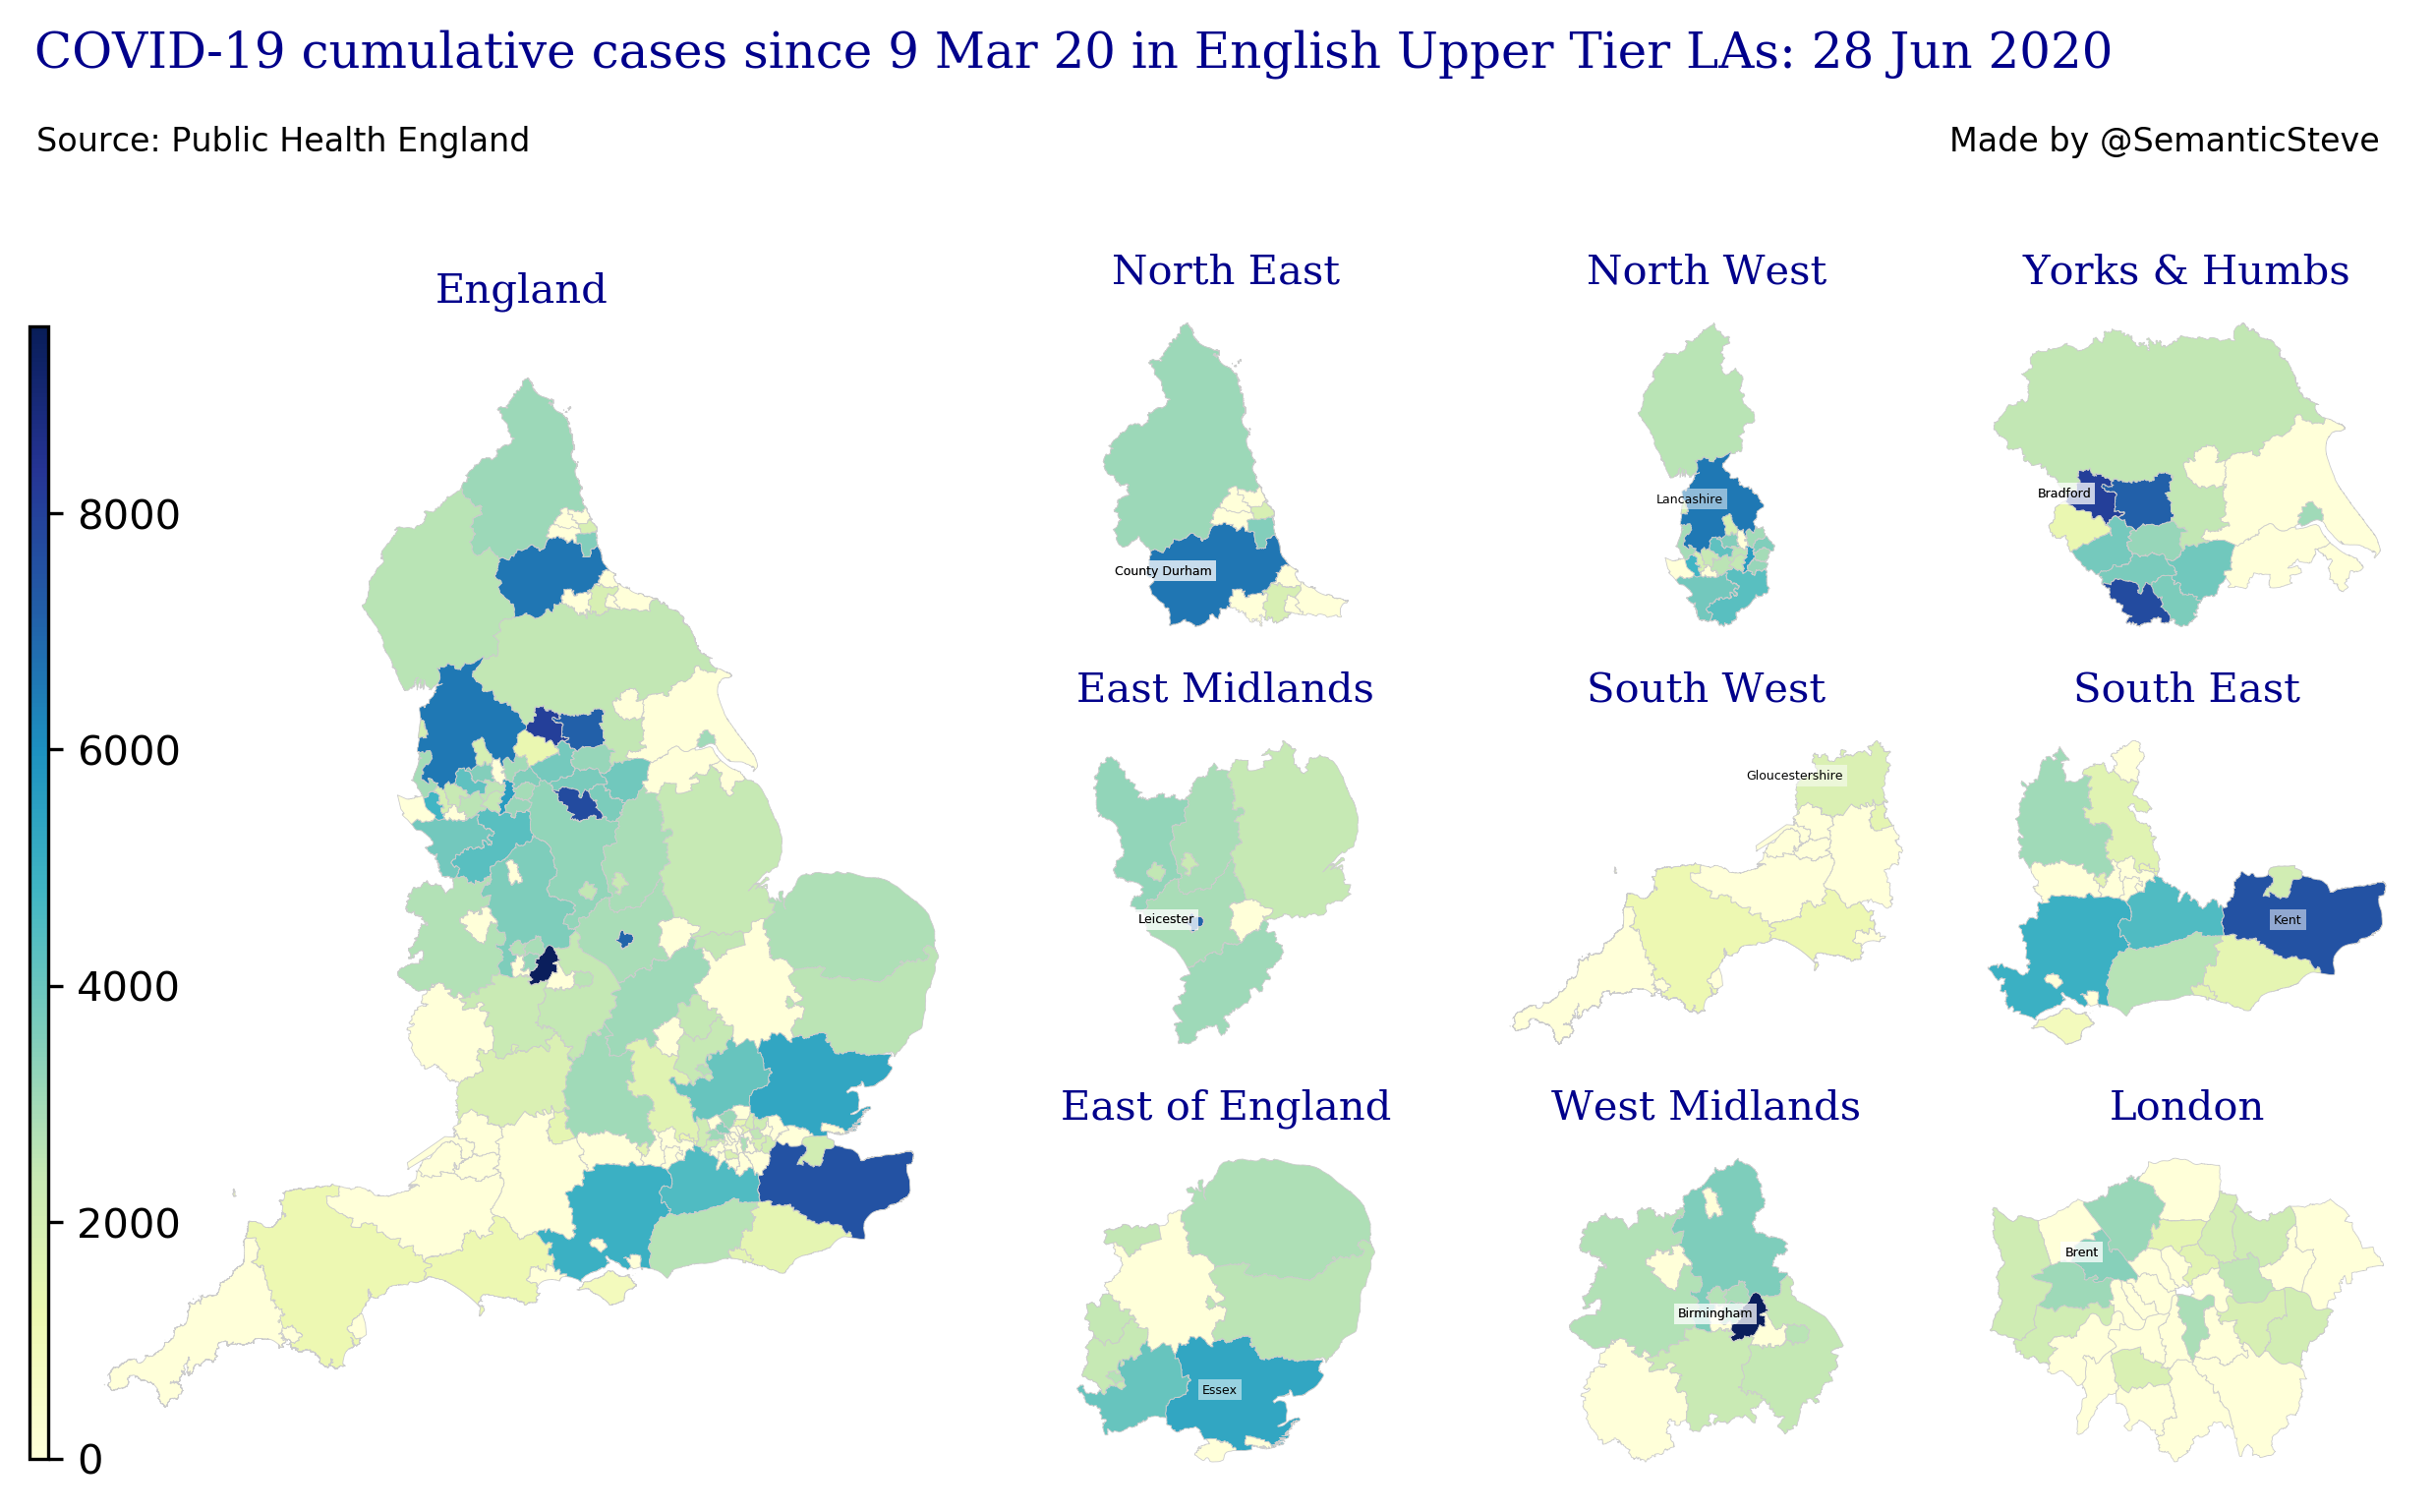 COVID-19 cumulative cases since 9 Mar 20 in English Upper Tier LAs: 28 Jun 2020
Source: Public Health England
Made by @SemanticSteve
England
8000
6000
4000
2000
0
North East
County Durham
North West
Lancashire
Yorks & Humbs
Bradford
East Midlands
Leicester
South West
Gloucestershire
South East
Kent
East of England
Essex
West Midlands
Birmingham
London
Brent